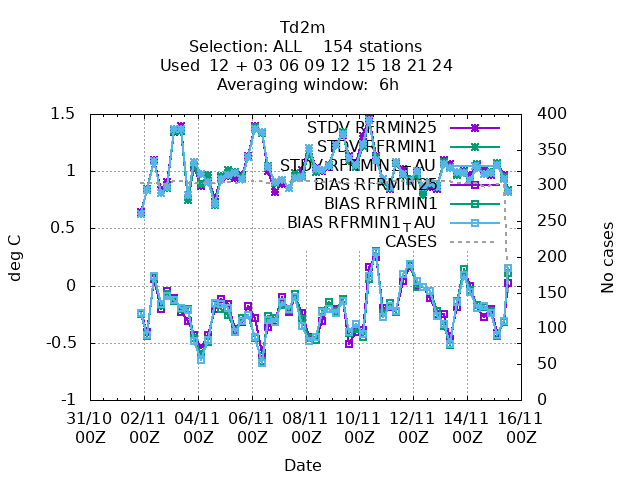 Td2m
Selection: ALL 154 stations
Used 12 + 03 06 09 12 15 18 21 24
Averaging window: 6h
STDV RFRMIN25
STDV RFRMIN1
STDV RFRMIN1_AU
BIAS RFRMIN25
BIAS RFRMIN1
BIAS RFRMIN1_AU
CASES
1.5
1
0.5
0
-0.5
-1
deg C
400
350
300
250
200
150
100
50
0
No cases
31/10 02/11 04/11 06/11 08/11 10/11 12/11 14/11 16/11
00Z 00Z 00Z 00Z 00Z 00Z 00Z 00Z 00Z
Date